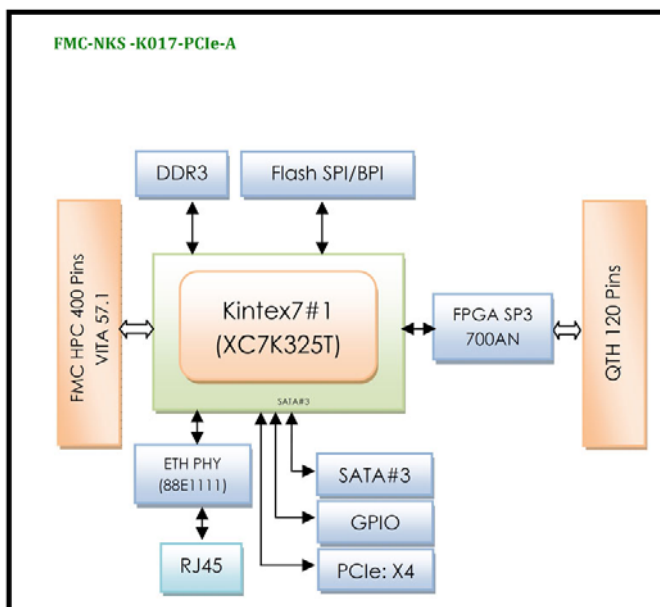 FMC-NKS -K017-PCIe-A
DDR3
Flash SPI/BPI
FMC HPC 400 Pins
VITA 57.1
Kintex7#1
(XC7K325T)
SATA#3
FPGA SP3
700AN
QTH 120 Pins
ETH PHY
(88E1111)
SATA#3
GPIO
RJ45
PCIe: X4